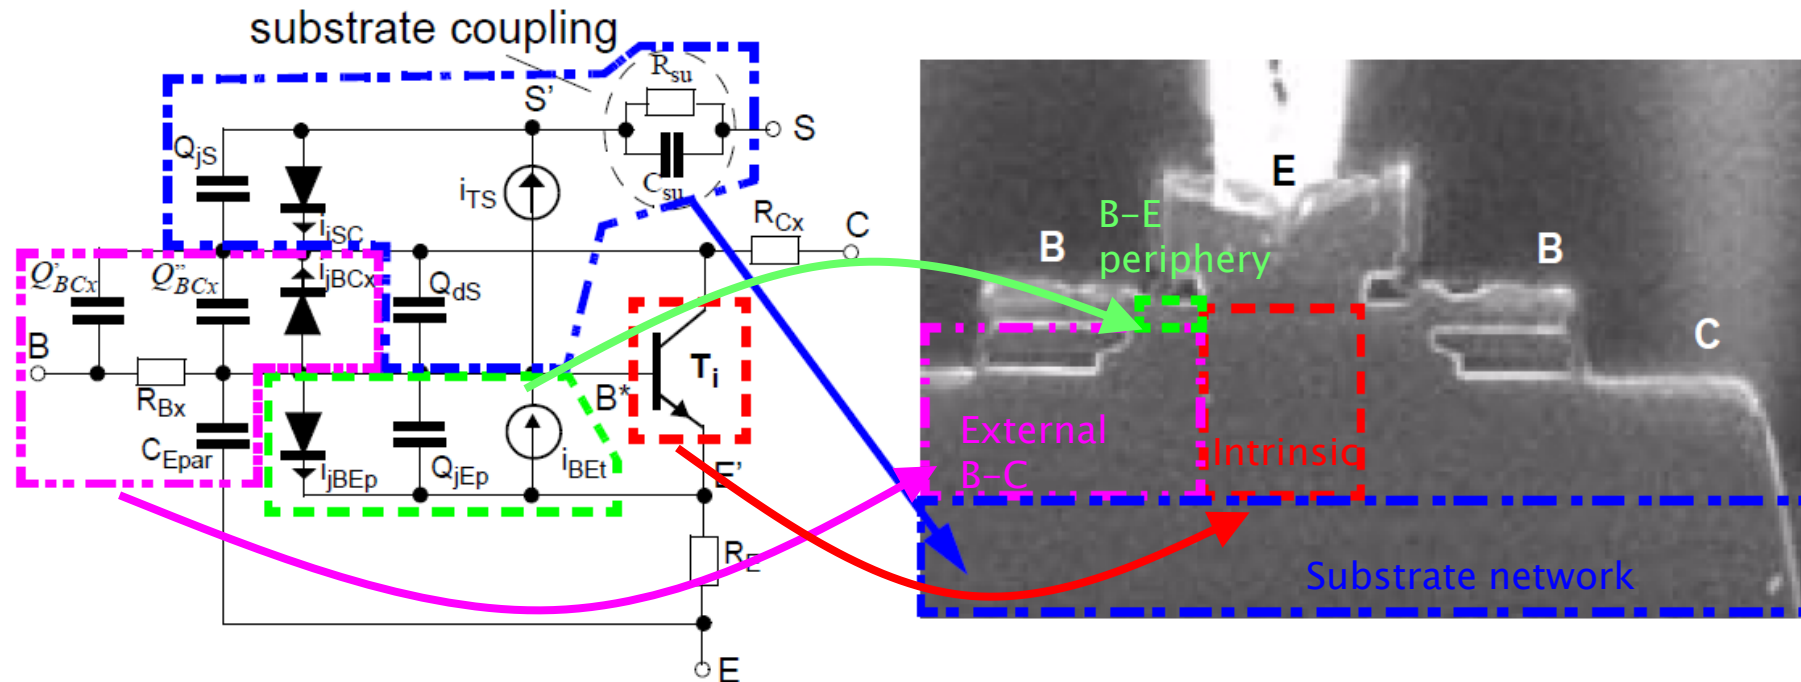 substrate coupling
R_su
S'
S
Q_jS
i_TS
C_su
R_Cx
C
i_jSC
Q'_BCx
Q''_BCx
i_jBCx
Q_dS
B
R_Bx
B*
T_i
C_Epar
i_jBEp
Q_jEp
i_BEt
E'
R_E
E
E
B-E
periphery
B
B
C
External
B-C
Intrinsic
Substrate network